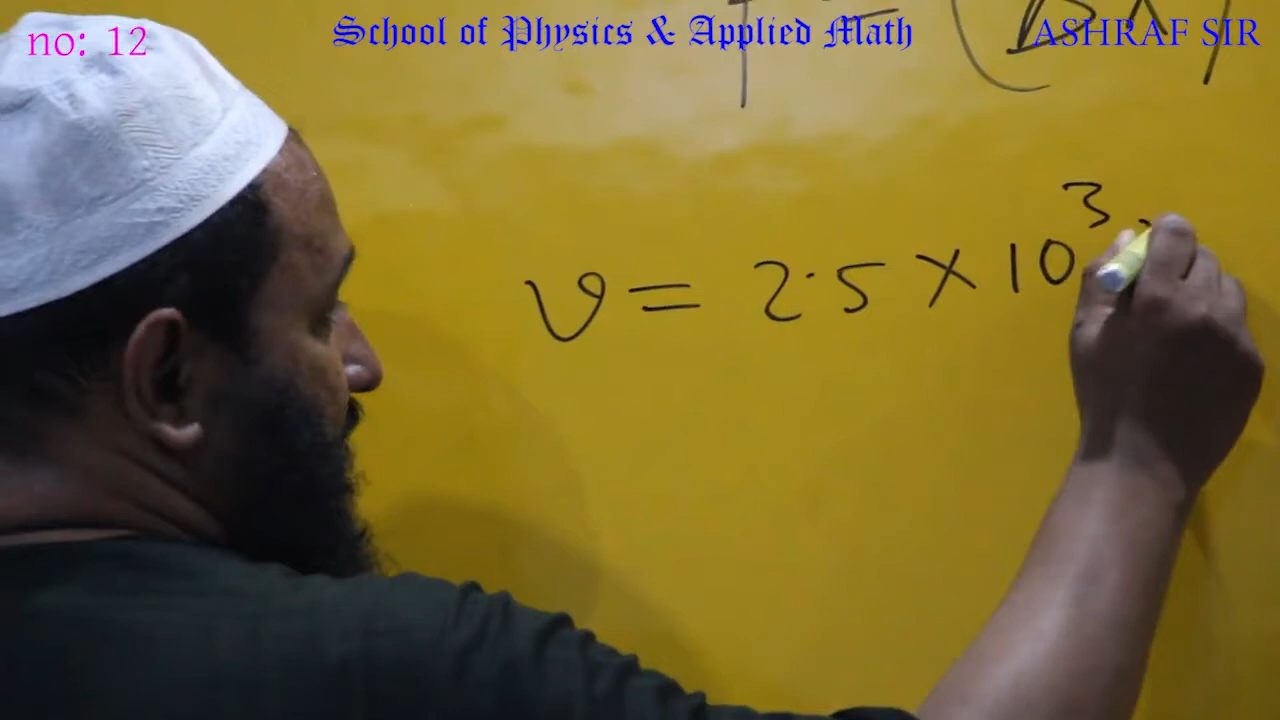 no: 12
School of Physics & Applied Math
ASHRAF SIR
v = 2.5 × 10³